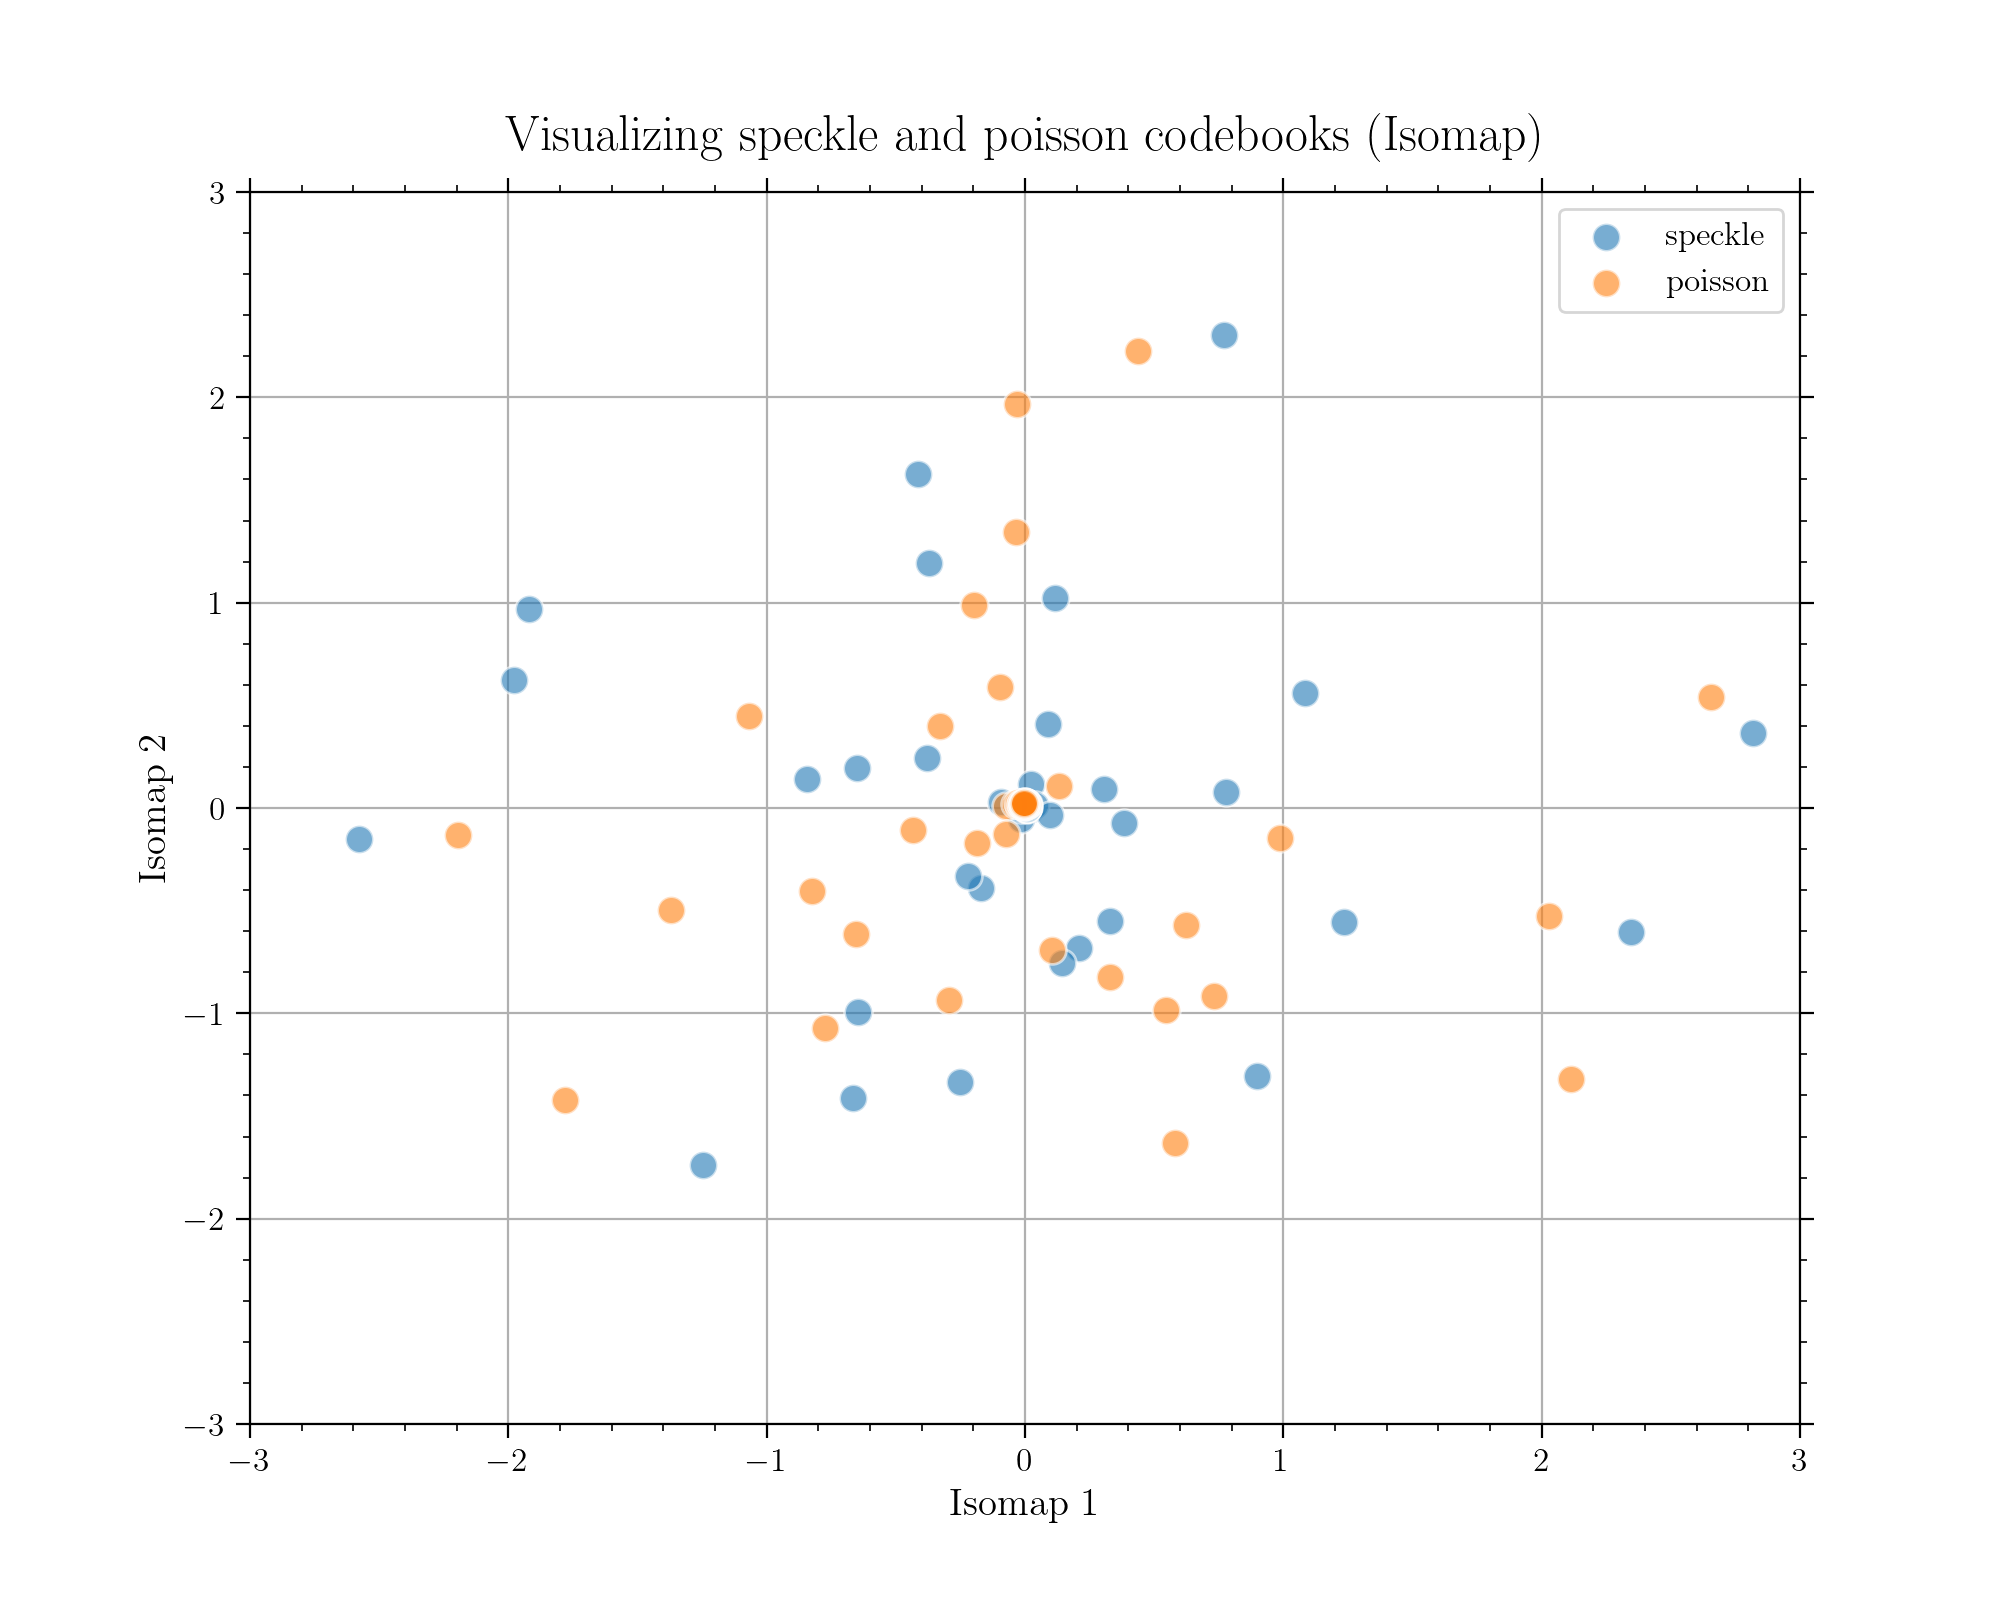 Visualizing speckle and poisson codebooks (Isomap)
speckle
poisson
3
2
1
0
−1
−2
−3
Isomap 2
−3
−2
−1
0
1
2
3
Isomap 1